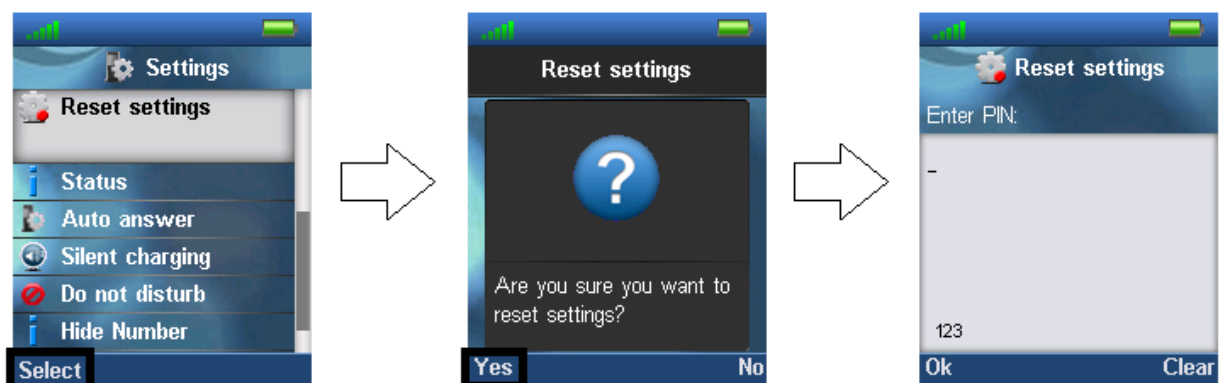 Settings
Reset settings
Status
Auto answer
Silent charging
Do not disturb
Hide Number
Select
Reset settings
?
Are you sure you want to
reset settings?
Yes No
Reset settings
Enter PIN:
_
123
Ok Clear